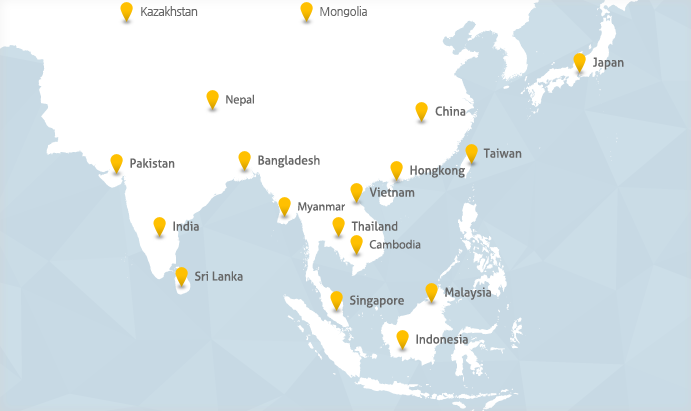 Kazakhstan
Mongolia
Japan
Nepal
China
Taiwan
Pakistan
Bangladesh
Hongkong
Vietnam
Myanmar
India
Thailand
Cambodia
Sri Lanka
Singapore
Malaysia
Indonesia